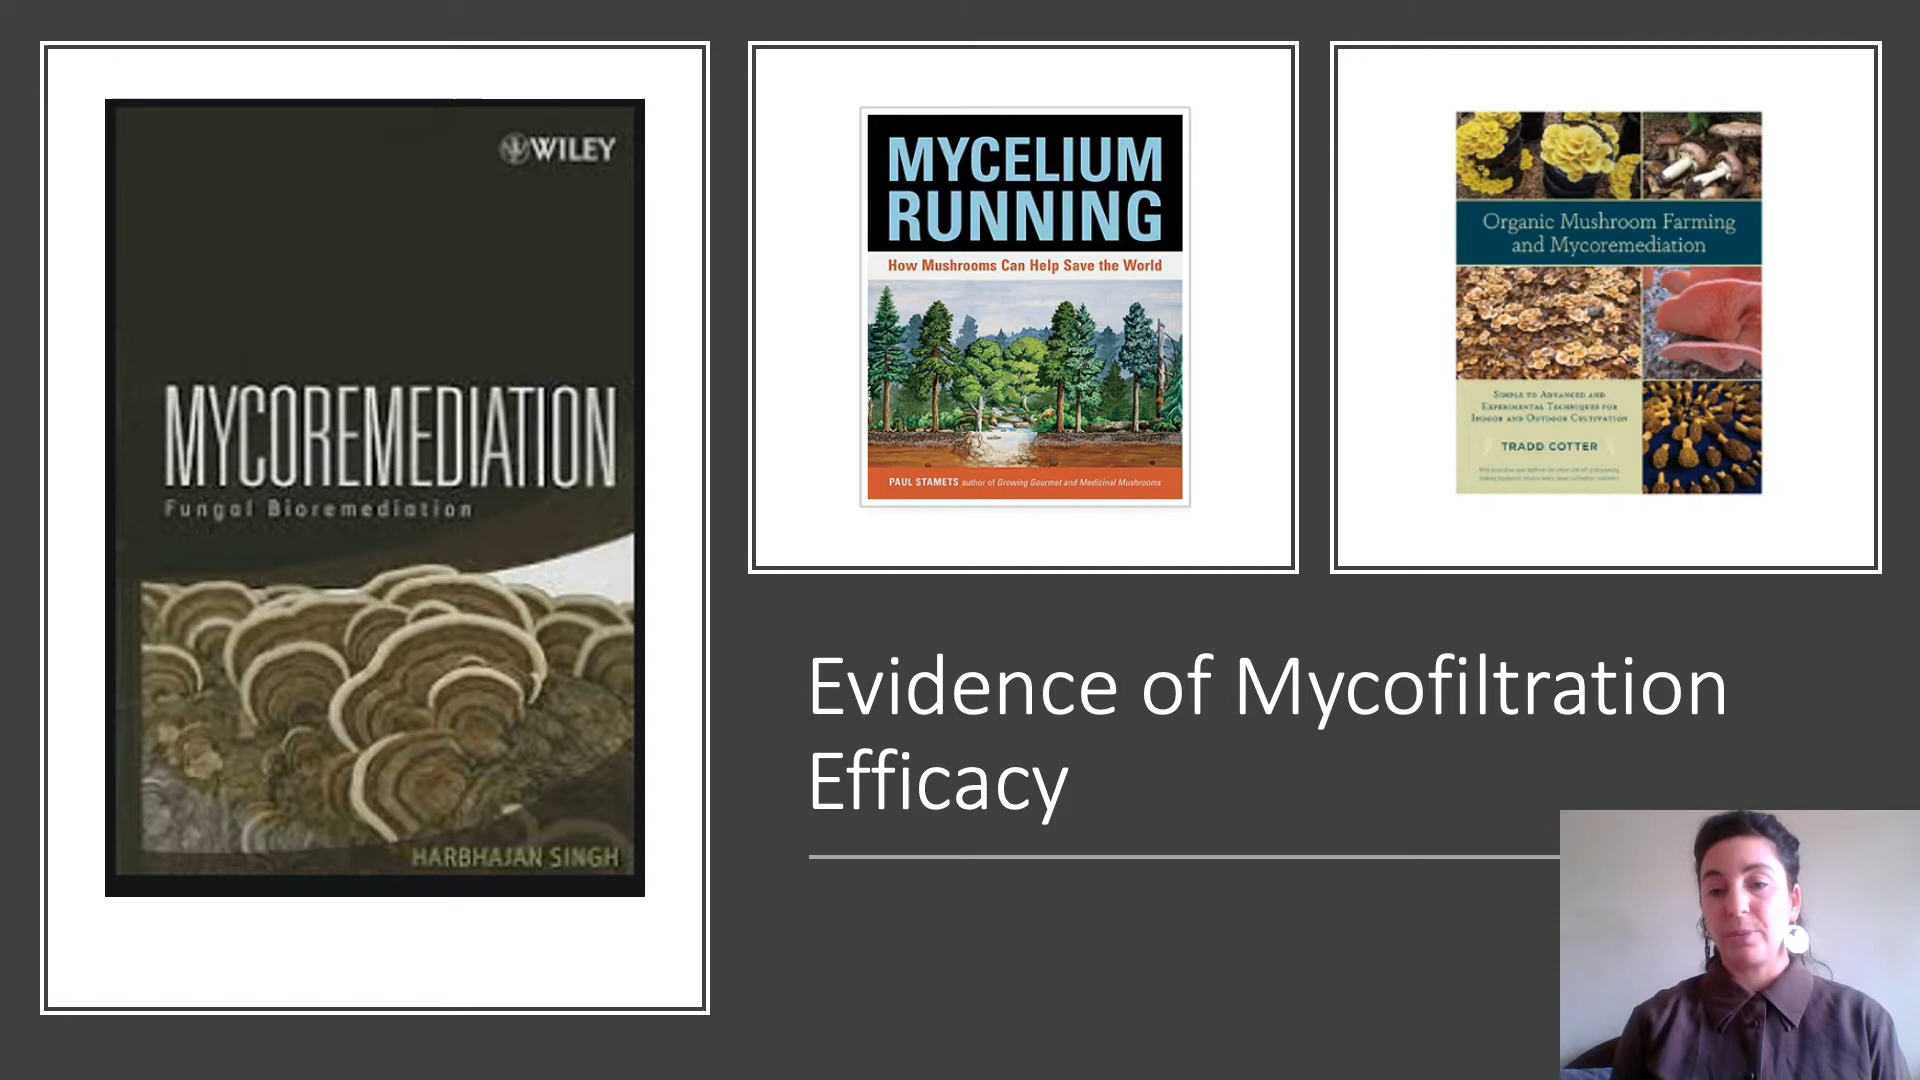 WILEY
MYCOREMEDIATION
Fungal Bioremediation
HARBHAJAN SINGH
MYCELIUM
RUNNING
How Mushrooms Can Help Save the World
PAUL STAMETS author of Growing Gourmet and Medicinal Mushrooms
Organic Mushroom Farming
and Mycoremediation
SIMPLE TO ADVANCED AND
EXPERIMENTAL TECHNIQUES FOR
INDOOR AND OUTDOOR CULTIVATION
TRADD COTTER
Evidence of Mycofiltration
Efficacy